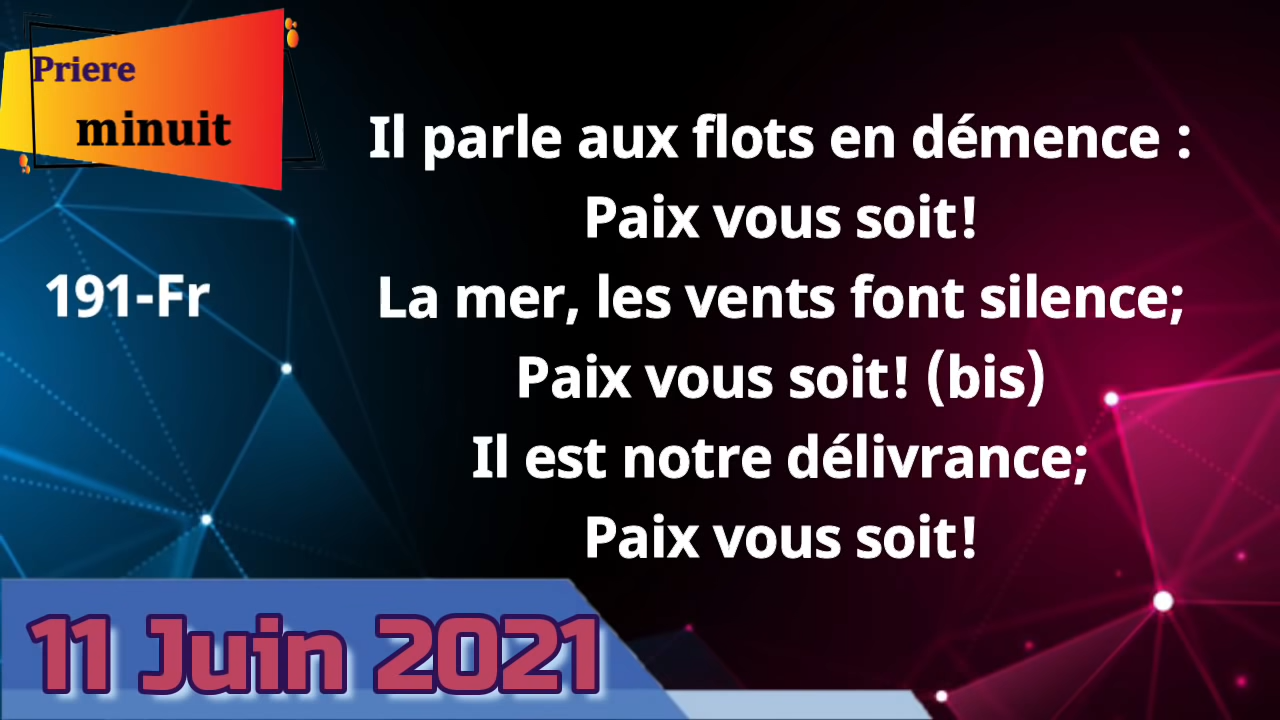 Priere
minuit
Il parle aux flots en démence :
Paix vous soit!
191-Fr
La mer, les vents font silence;
Paix vous soit! (bis)
Il est notre délivrance;
Paix vous soit!
11 Juin 2021